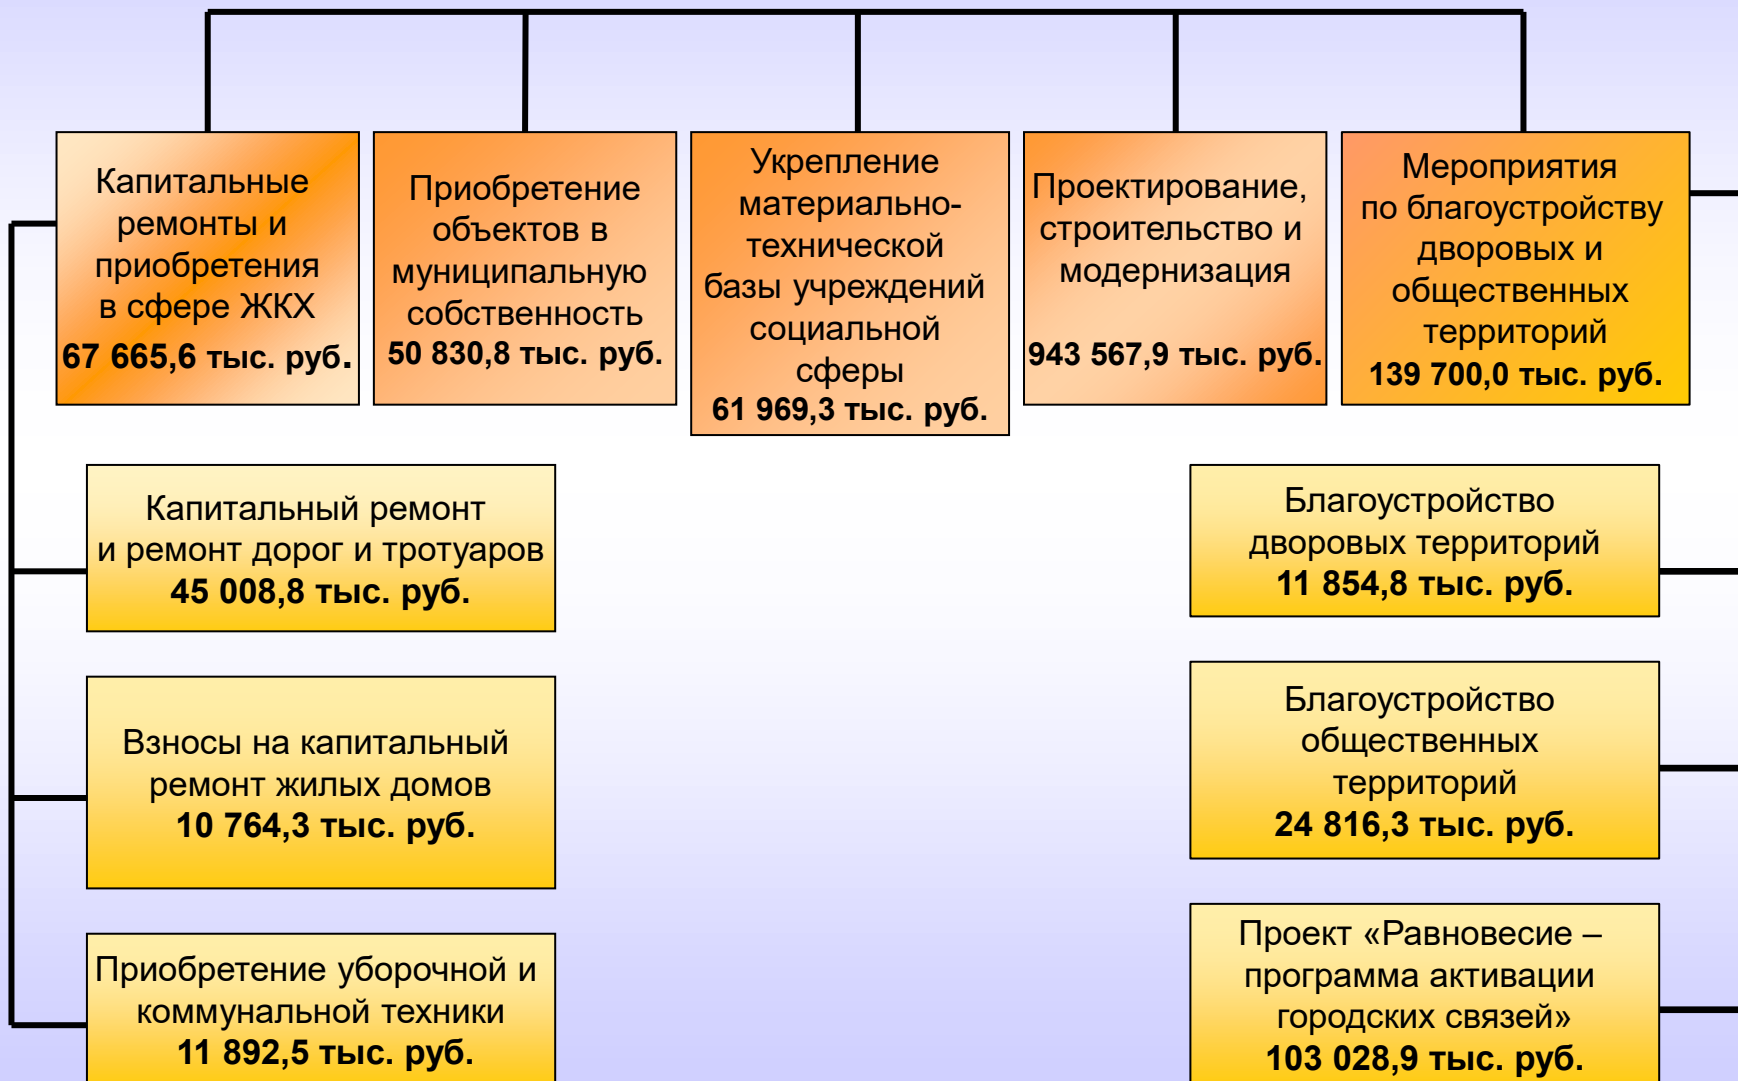 Капитальные
ремонты и
приобретения
в сфере ЖКХ
67 665,6 тыс. руб.
Приобретение
объектов в
муниципальную
собственность
50 830,8 тыс. руб.
Укрепление
материально-
технической
базы учреждений
социальной
сферы
61 969,3 тыс. руб.
Проектирование,
строительство и
модернизация
943 567,9 тыс. руб.
Мероприятия
по благоустройству
дворовых и
общественных
территорий
139 700,0 тыс. руб.
Капитальный ремонт
и ремонт дорог и тротуаров
45 008,8 тыс. руб.
Взносы на капитальный
ремонт жилых домов
10 764,3 тыс. руб.
Приобретение уборочной и
коммунальной техники
11 892,5 тыс. руб.
Благоустройство
дворовых территорий
11 854,8 тыс. руб.
Благоустройство
общественных
территорий
24 816,3 тыс. руб.
Проект «Равновесие –
программа активации
городских связей»
103 028,9 тыс. руб.